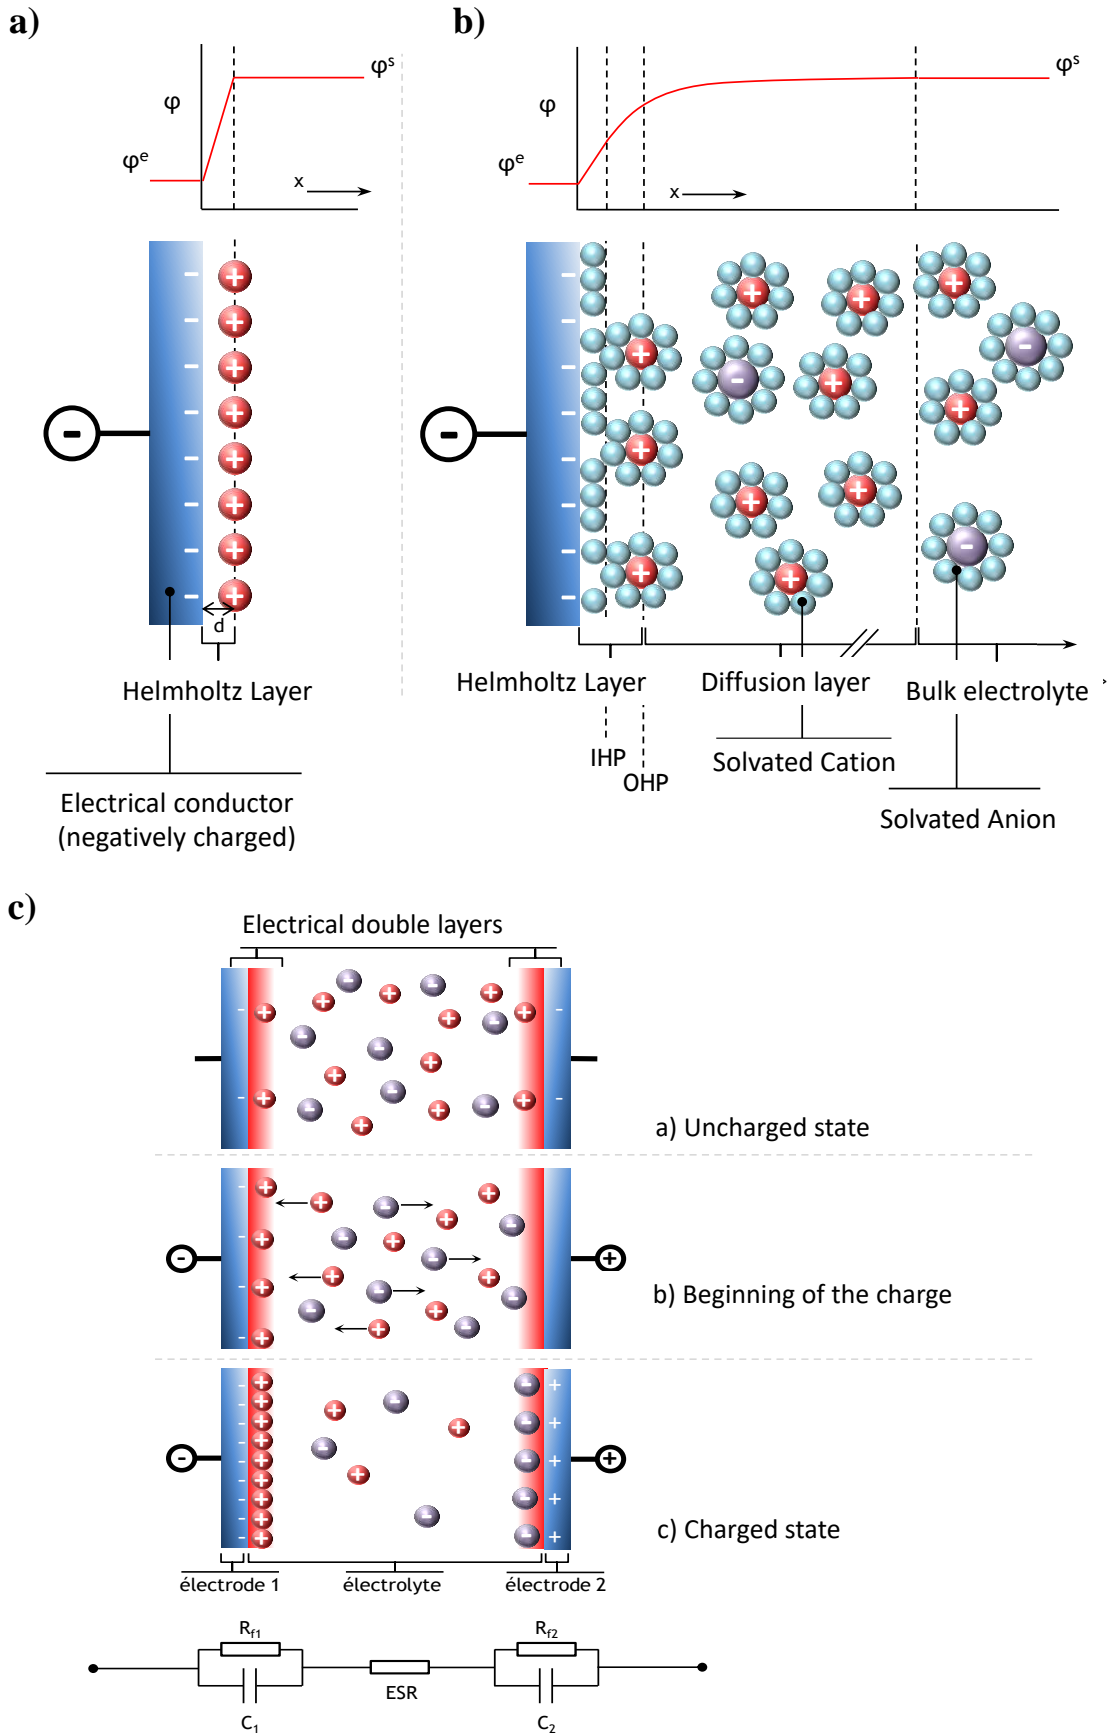 a)
φ
φˢ
φᵉ
x
d
Helmholtz Layer
Electrical conductor
(negatively charged)
b)
φ
φˢ
φᵉ
x
Helmholtz Layer
Diffusion layer
Bulk electrolyte
IHP
OHP
Solvated Cation
Solvated Anion
c)
Electrical double layers
a) Uncharged state
b) Beginning of the charge
c) Charged state
électrode 1
électrolyte
électrode 2
R_f1
R_f2
ESR
C₁
C₂